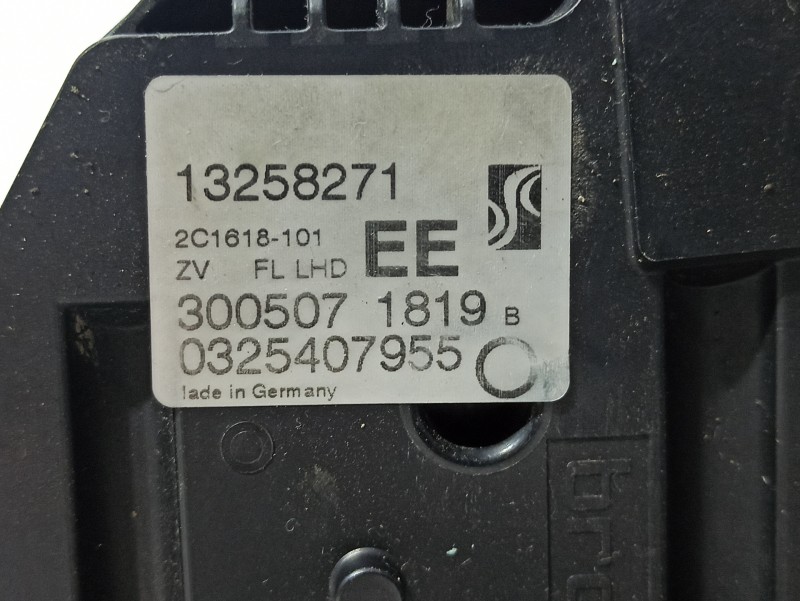 13258271
2C1618-101 EE
ZV FL LHD
300507 1819 B
0325407955
lade in Germany